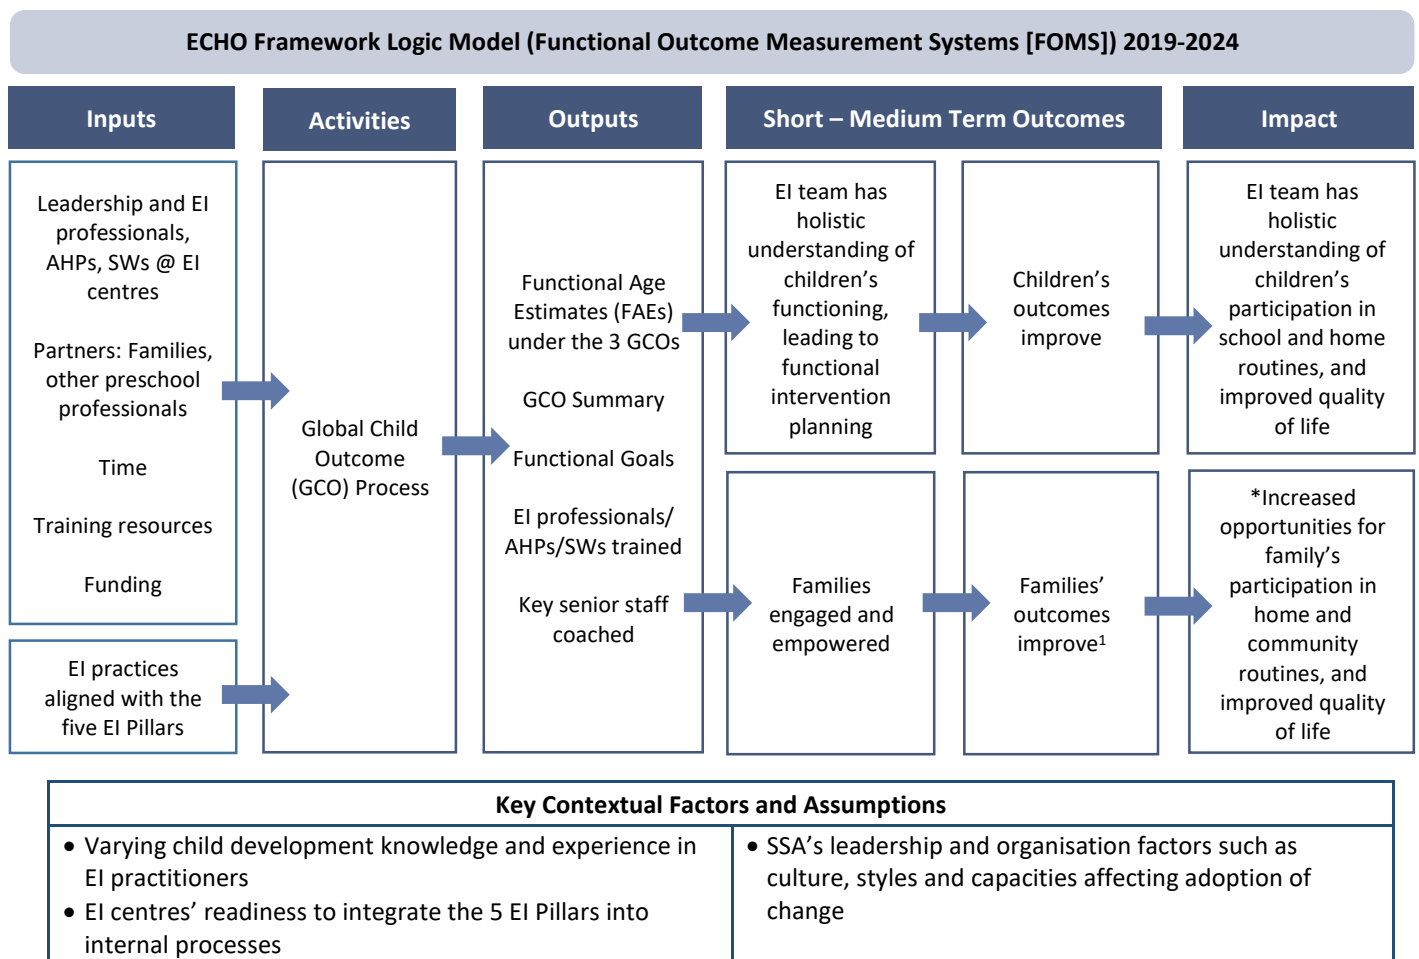 ECHO Framework Logic Model (Functional Outcome Measurement Systems [FOMS]) 2019-2024
Inputs
Activities
Outputs
Short – Medium Term Outcomes
Impact
Leadership and EI
professionals,
AHPs, SWs @ EI
centres
Partners: Families,
other preschool
professionals
Time
Training resources
Funding
EI practices
aligned with the
five EI Pillars
Global Child
Outcome
(GCO) Process
Functional Age
Estimates (FAEs)
under the 3 GCOs
GCO Summary
Functional Goals
EI professionals/
AHPs/SWs trained
Key senior staff
coached
EI team has
holistic
understanding of
children’s
functioning,
leading to
functional
intervention
planning
Children’s
outcomes
improve
EI team has
holistic
understanding of
children’s
participation in
school and home
routines, and
improved quality
of life
Families
engaged and
empowered
Families’
outcomes
improve¹
*Increased
opportunities for
family’s
participation in
home and
community
routines, and
improved quality
of life
Key Contextual Factors and Assumptions
• Varying child development knowledge and experience in
EI practitioners
• EI centres’ readiness to integrate the 5 EI Pillars into
internal processes
• SSA’s leadership and organisation factors such as
culture, styles and capacities affecting adoption of
change